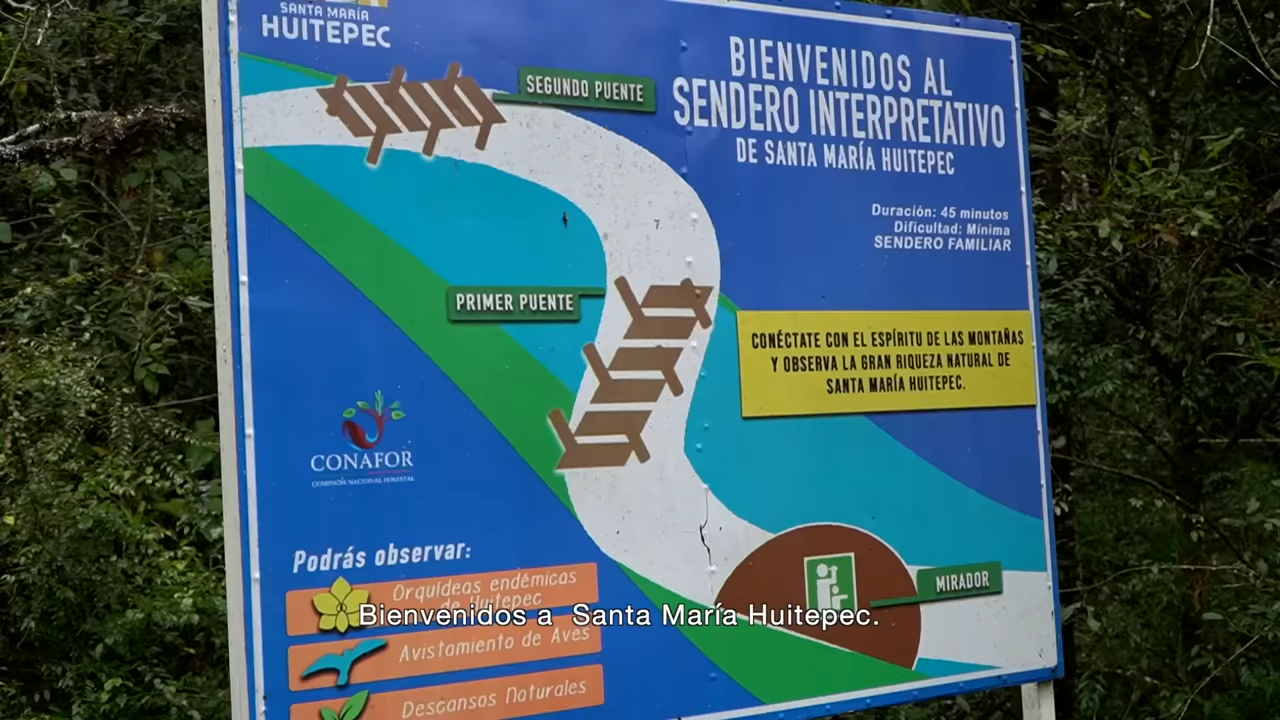 SANTA MARÍA
HUITEPEC
SEGUNDO PUENTE
BIENVENIDOS AL
SENDERO INTERPRETATIVO
DE SANTA MARÍA HUITEPEC
Duración: 45 minutos
Dificultad: Mínima
SENDERO FAMILIAR
PRIMER PUENTE
CONÉCTATE CON EL ESPÍRITU DE LAS MONTAÑAS
Y OBSERVA LA GRAN RIQUEZA NATURAL DE
SANTA MARÍA HUITEPEC.
CONAFOR
COMISIÓN NACIONAL FORESTAL
MIRADOR
Podrás observar:
Orquídeas endémicas
de Huitepec
Avistamiento de Aves
Descansos Naturales
Bienvenidos a Santa María Huitepec.